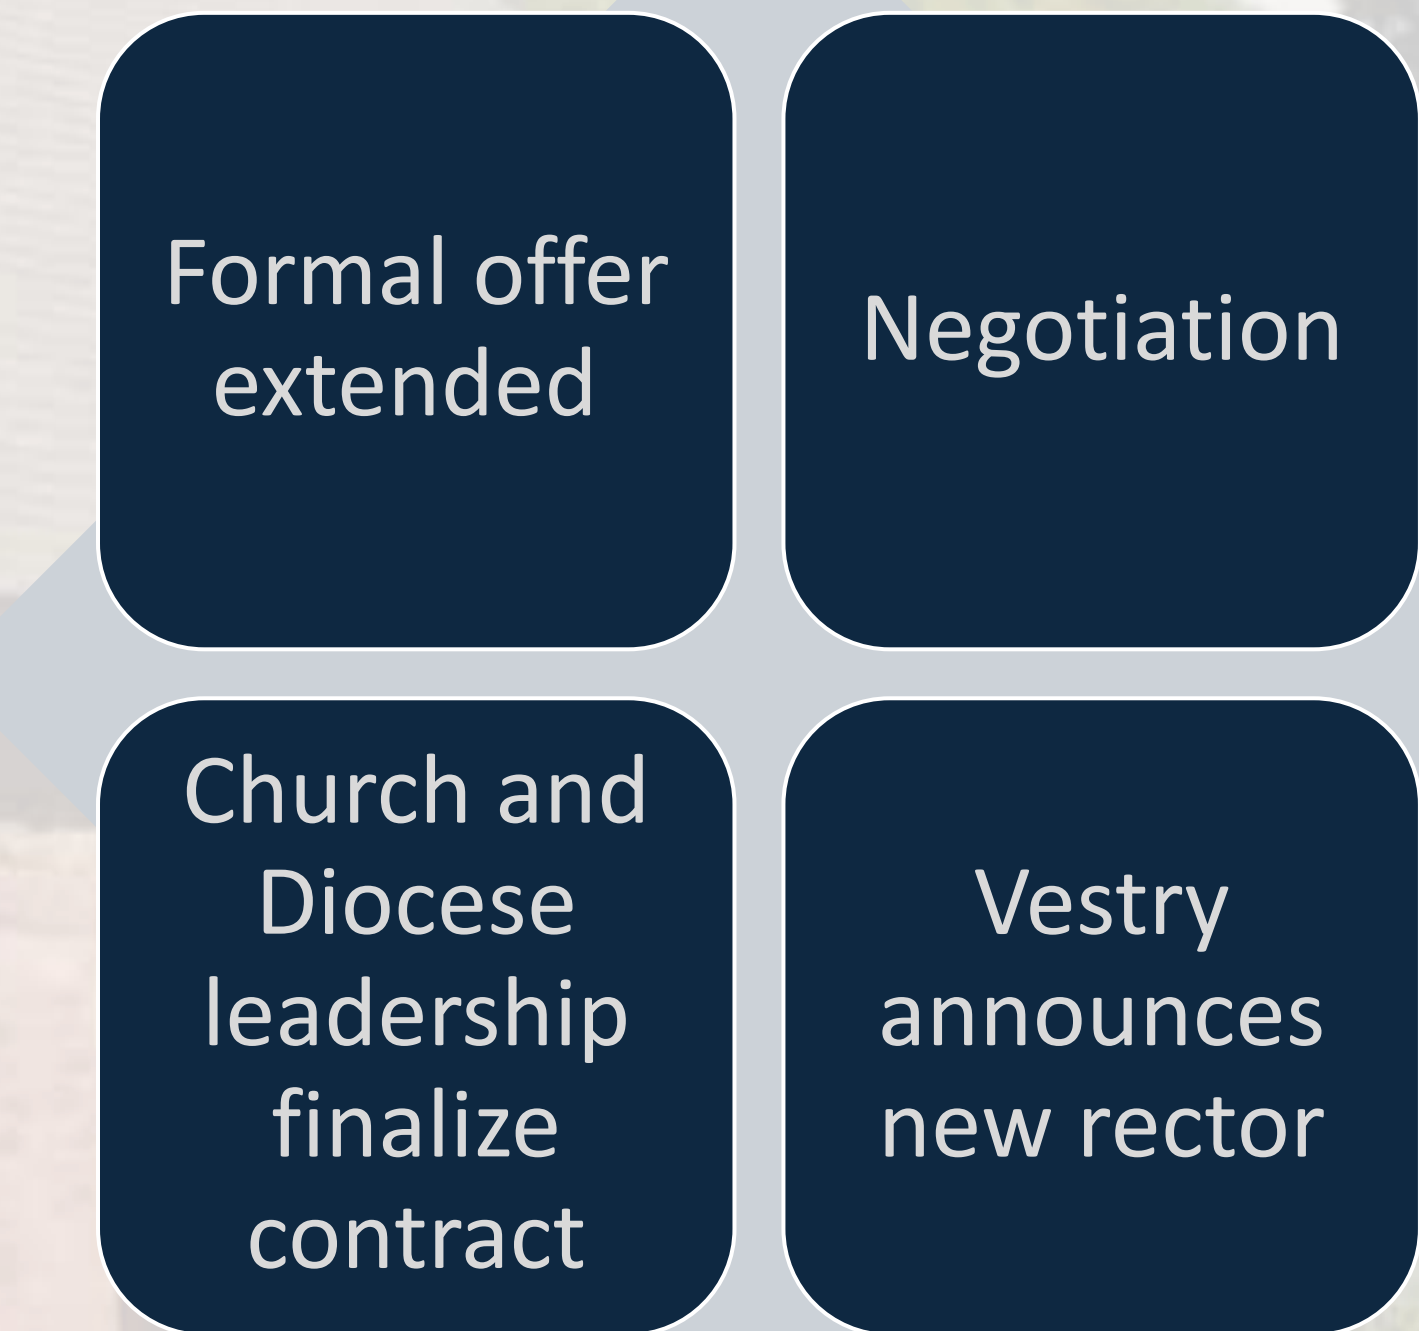 Formal offer
extended
Negotiation
Church and
Diocese
leadership
finalize
contract
Vestry
announces
new rector